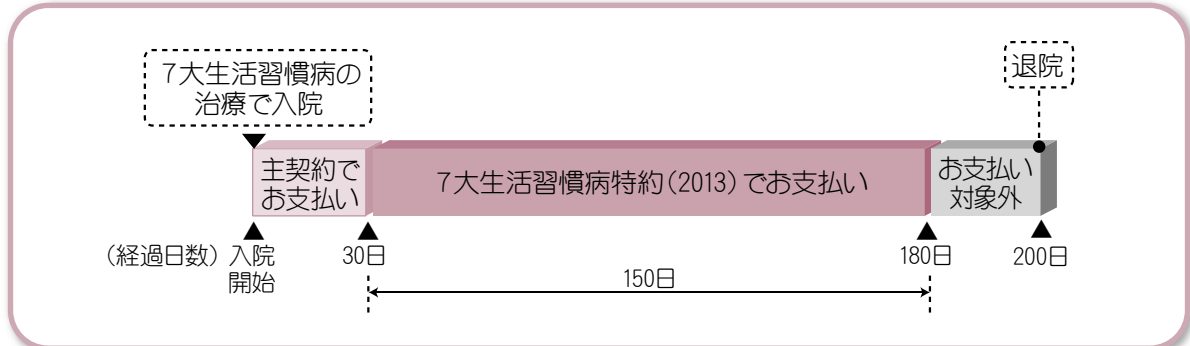 7大生活習慣病の
治療で入院
退院
主契約で
お支払い
7大生活習慣病特約(2013)でお支払い
お支払い
対象外
(経過日数)
入院
開始
30日
180日
200日
150日